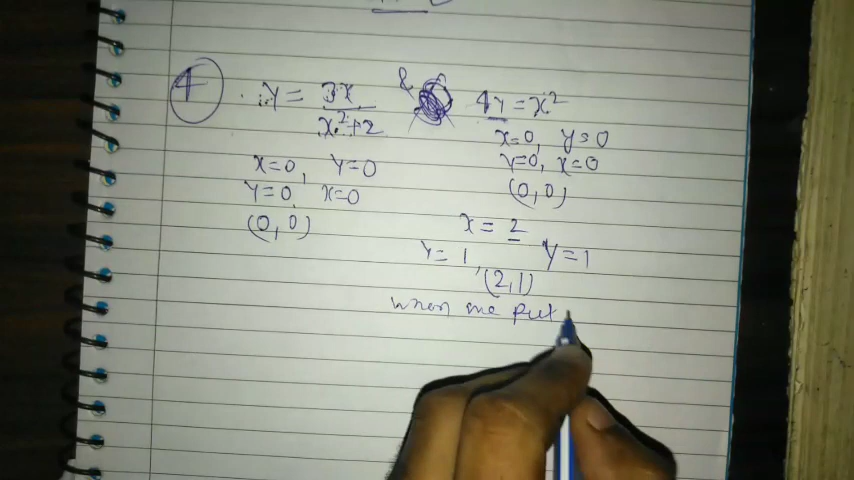 4 y = 3x / x²+2 & 4y = x²
x=0, y=0
y=0, x=0
(0,0)
x=0, y=0
y=0, x=0
(0,0)
x = 2
y = 1, y = 1
(2,1)
when we put